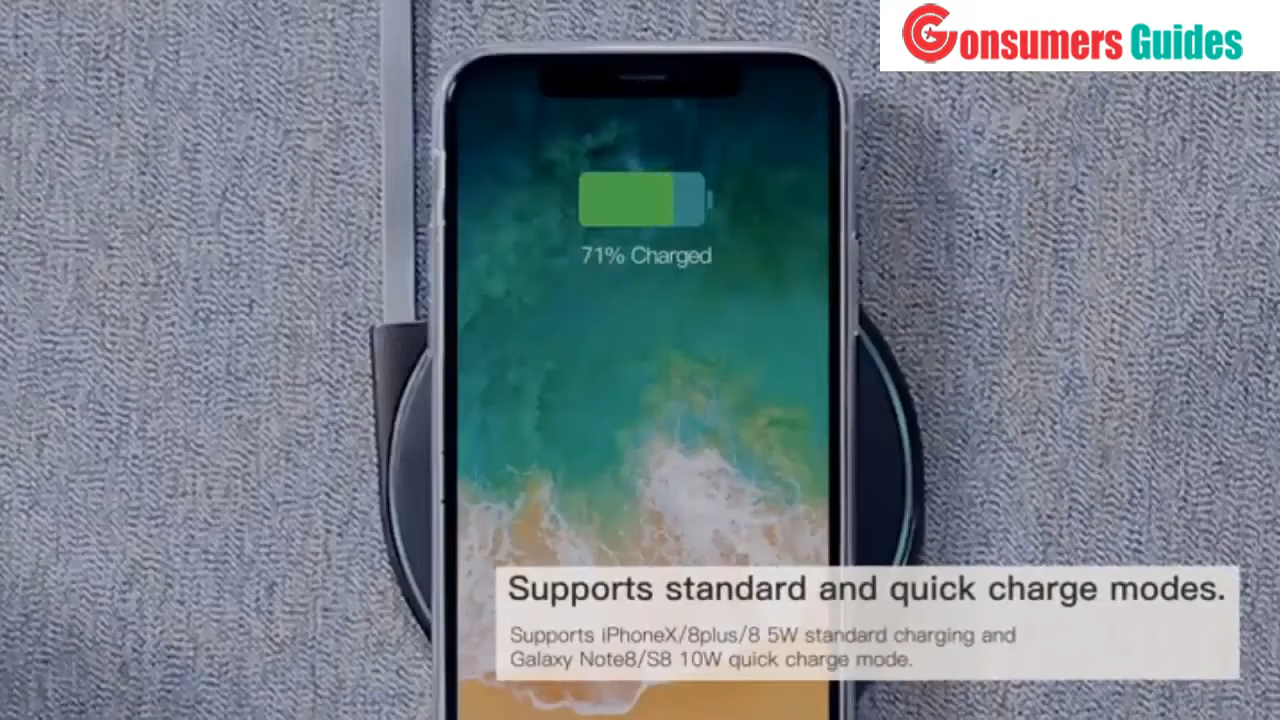 Consumers Guides
71% Charged
Supports standard and quick charge modes.
Supports iPhoneX/8plus/8 5W standard charging and
Galaxy Note8/S8 10W quick charge mode.